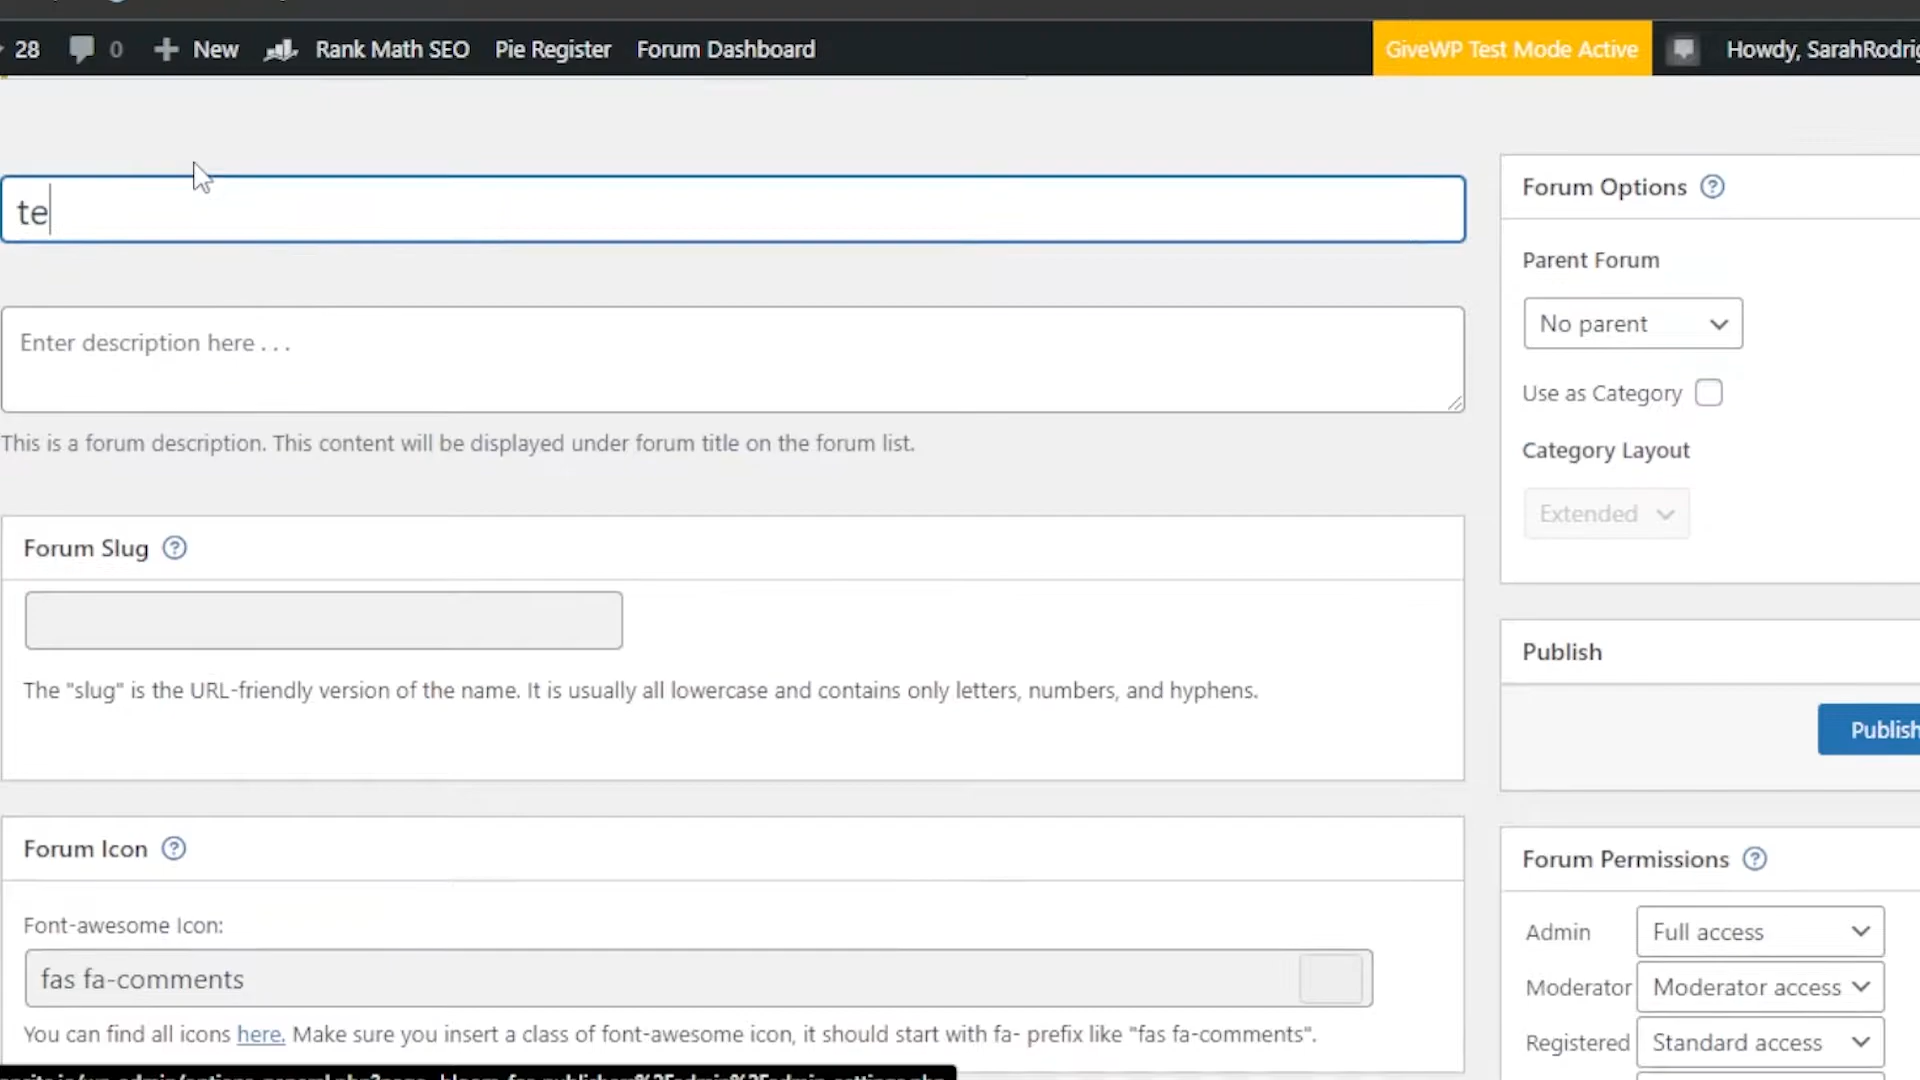 28 0 New Rank Math SEO Pie Register Forum Dashboard GiveWP Test Mode Active Howdy, SarahRodrig
te
Enter description here . . .
This is a forum description. This content will be displayed under forum title on the forum list.
Forum Slug ?
The "slug" is the URL-friendly version of the name. It is usually all lowercase and contains only letters, numbers, and hyphens.
Forum Icon ?
Font-awesome Icon:
fas fa-comments
You can find all icons here. Make sure you insert a class of font-awesome icon, it should start with fa- prefix like "fas fa-comments".
Forum Options ?
Parent Forum
No parent
Use as Category
Category Layout
Extended
Publish
Publish
Forum Permissions ?
Admin Full access
Moderator Moderator access
Registered Standard access